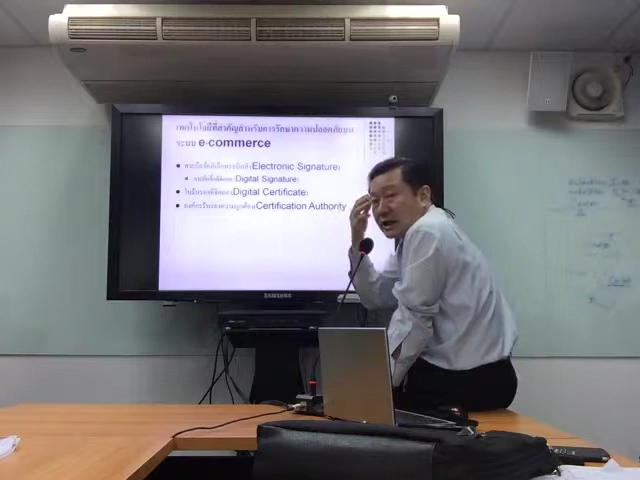 เทคโนโลยีที่สำคัญสำหรับการรักษาความปลอดภัยบน
ระบบ e-commerce
ลายมือชื่ออิเล็กทรอนิกส์ (Electronic Signature)
ลายมือชื่อดิจิตอล (Digital Signature)
ใบรับรองดิจิตอล (Digital Certificate)
องค์กรรับรองความถูกต้อง Certification Authority
SAMSUNG